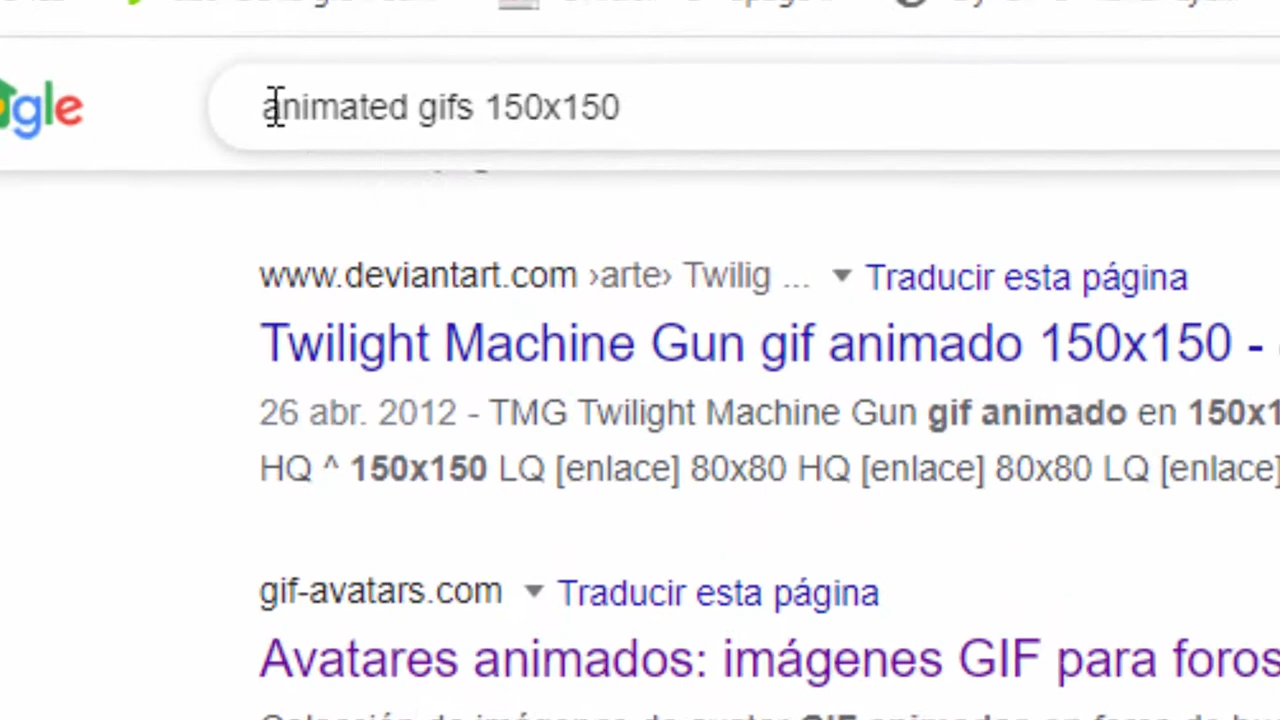 gle
animated gifs 150x150
www.deviantart.com ›arte› Twilig ... Traducir esta página
Twilight Machine Gun gif animado 150x150 -
26 abr. 2012 - TMG Twilight Machine Gun gif animado en 150x1
HQ ^ 150x150 LQ [enlace] 80x80 HQ [enlace] 80x80 LQ [enlace]
gif-avatars.com Traducir esta página
Avatares animados: imágenes GIF para foros